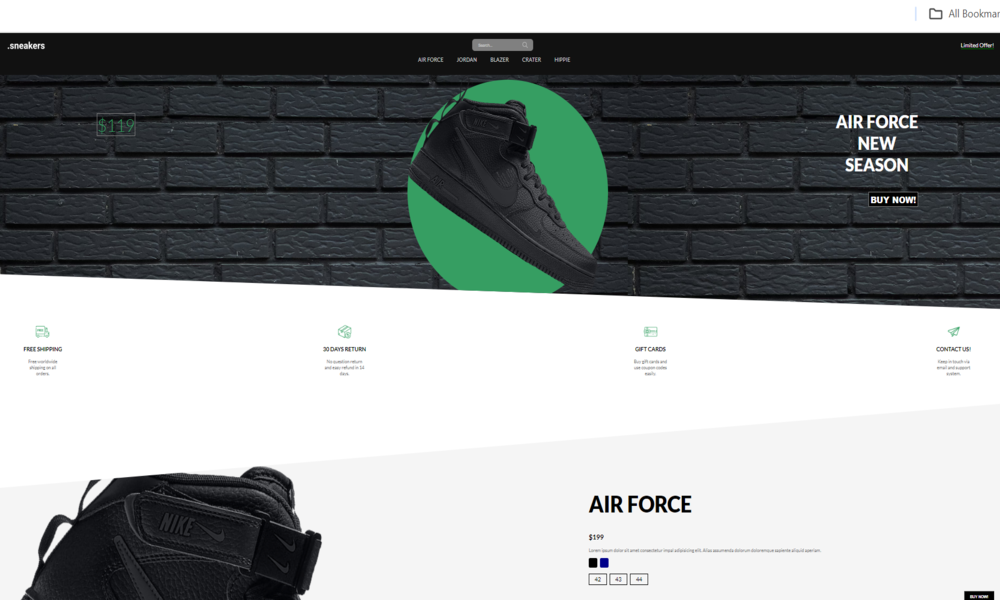 All Bookmar
.sneakers
Search...
Limited Offer!
AIR FORCE JORDAN BLAZER CRATER HIPPIE
$119
AIR FORCE
NEW
SEASON
BUY NOW!
FREE SHIPPING
Free worldwide
shipping on all
orders.
30 DAYS RETURN
No question return
and easy refund in 14
days.
GIFT CARDS
Buy gift cards and
use coupon codes
easily.
CONTACT US!
Keep in touch via
email and support
system.
NIKE
AIR FORCE
$199
Lorem ipsum dolor sit amet consectetur impal adipisicing elit. Alias assumenda dolorum doloremque sapiente aliquid aperiam.
42 43 44
BUY NOW!